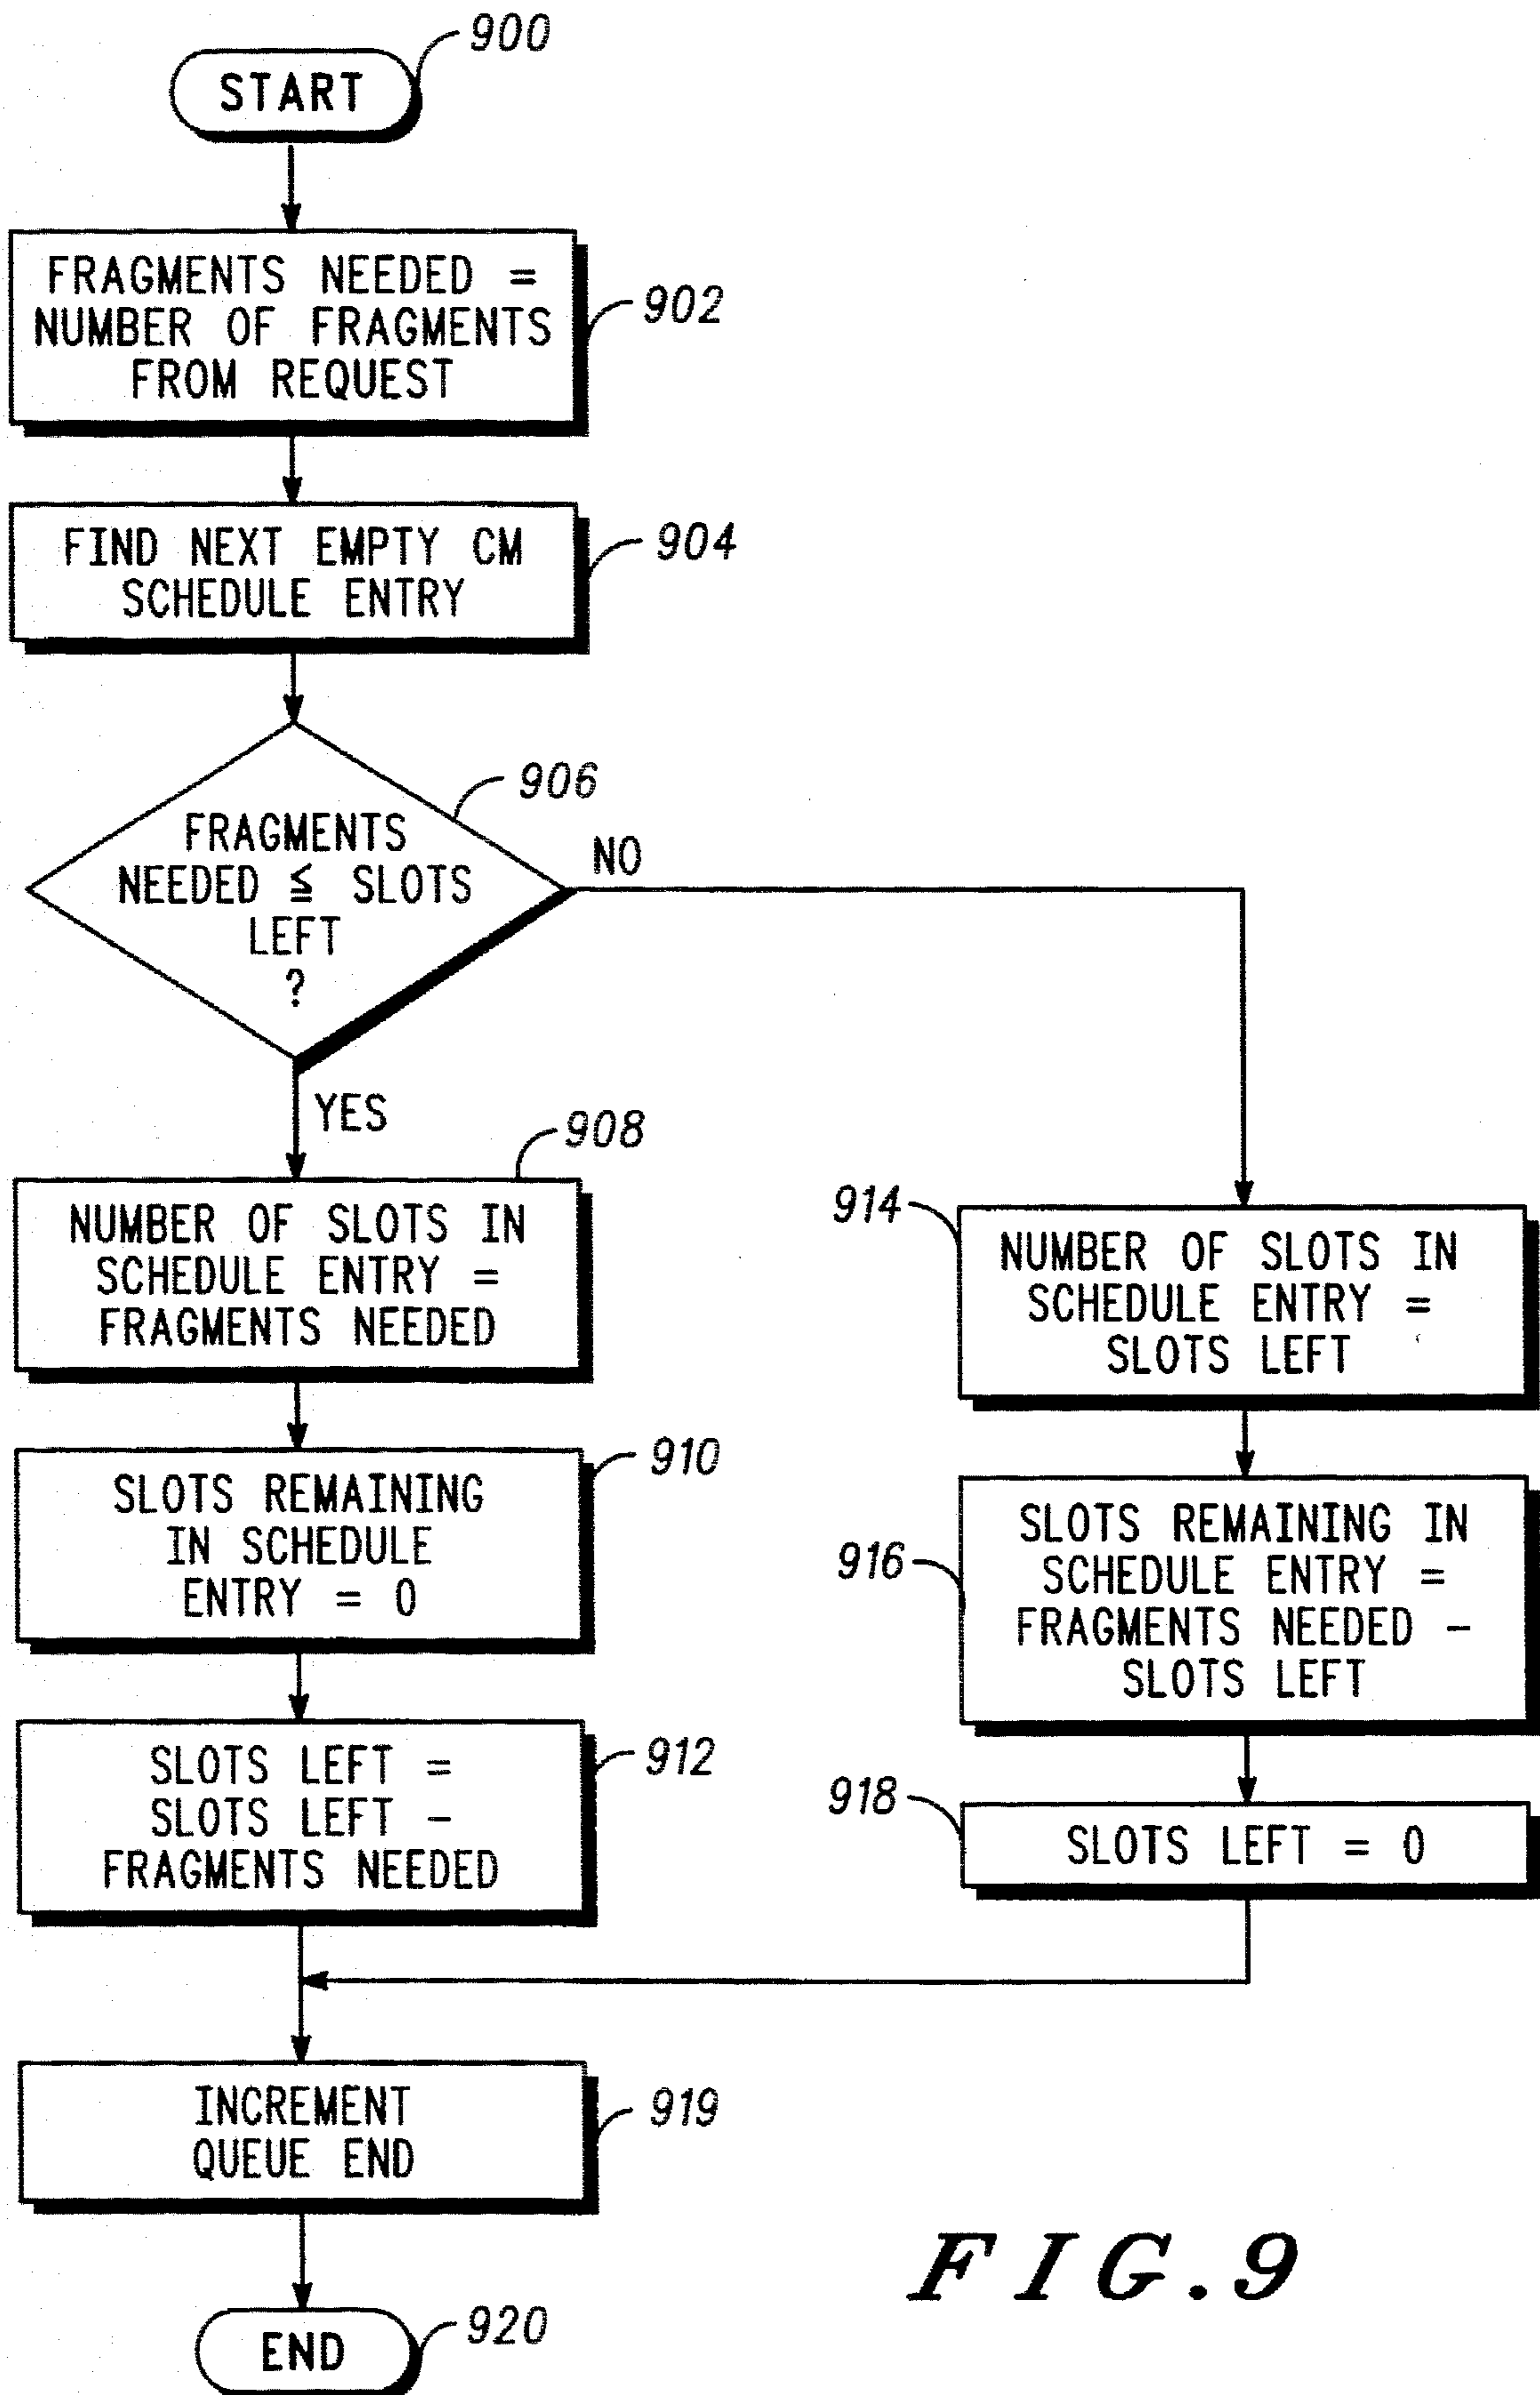 900
START
FRAGMENTS NEEDED =
NUMBER OF FRAGMENTS
FROM REQUEST
902
FIND NEXT EMPTY CM
SCHEDULE ENTRY
904
906
FRAGMENTS
NEEDED ≦ SLOTS
LEFT
?
NO
YES
908
NUMBER OF SLOTS IN
SCHEDULE ENTRY =
FRAGMENTS NEEDED
910
SLOTS REMAINING
IN SCHEDULE
ENTRY = 0
912
SLOTS LEFT =
SLOTS LEFT -
FRAGMENTS NEEDED
914
NUMBER OF SLOTS IN
SCHEDULE ENTRY =
SLOTS LEFT
916
SLOTS REMAINING IN
SCHEDULE ENTRY =
FRAGMENTS NEEDED -
SLOTS LEFT
918
SLOTS LEFT = 0
INCREMENT
QUEUE END
919
END
920
FIG.9